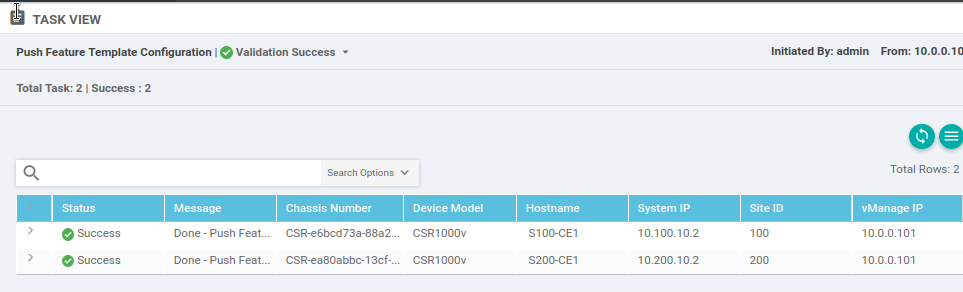 TASK VIEW
Push Feature Template Configuration | Validation Success Initiated By: admin From: 10.0.0.10
Total Task: 2 | Success : 2
Search Options Total Rows: 2
Status Message Chassis Number Device Model Hostname System IP Site ID vManage IP
Success Done - Push Feat... CSR-e6bcd73a-88a2... CSR1000v S100-CE1 10.100.10.2 100 10.0.0.101
Success Done - Push Feat... CSR-ea80abbc-13cf-... CSR1000v S200-CE1 10.200.10.2 200 10.0.0.101